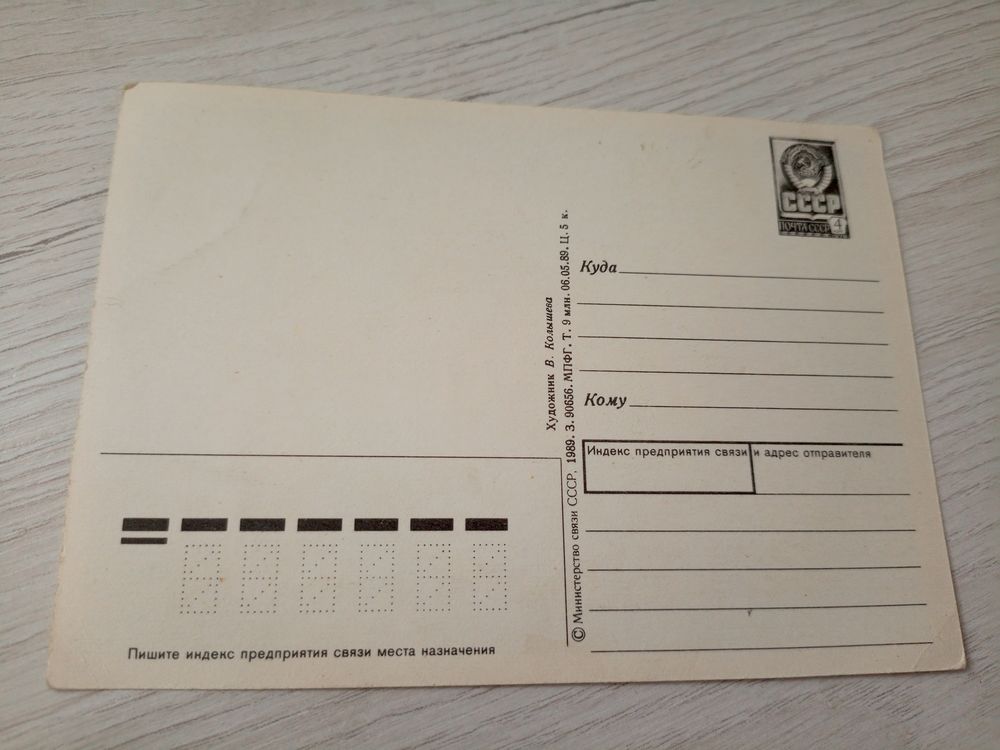 СССР
ПОЧТА СССР 4
Куда
Кому
Индекс предприятия связи и адрес отправителя
Художник В. Колышева
© Министерство связи СССР, 1989. З. 90656. МПФГ. Т. 9 млн. 06.05.89. Ц. 5 к.
Пишите индекс предприятия связи места назначения